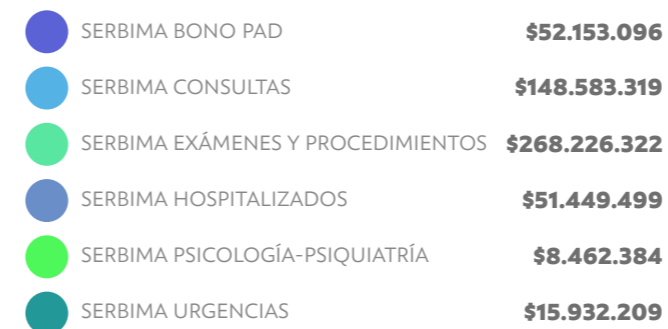 SERBIMA BONO PAD $52.153.096
SERBIMA CONSULTAS $148.583.319
SERBIMA EXÁMENES Y PROCEDIMIENTOS $268.226.322
SERBIMA HOSPITALIZADOS $51.449.499
SERBIMA PSICOLOGÍA-PSIQUIATRÍA $8.462.384
SERBIMA URGENCIAS $15.932.209